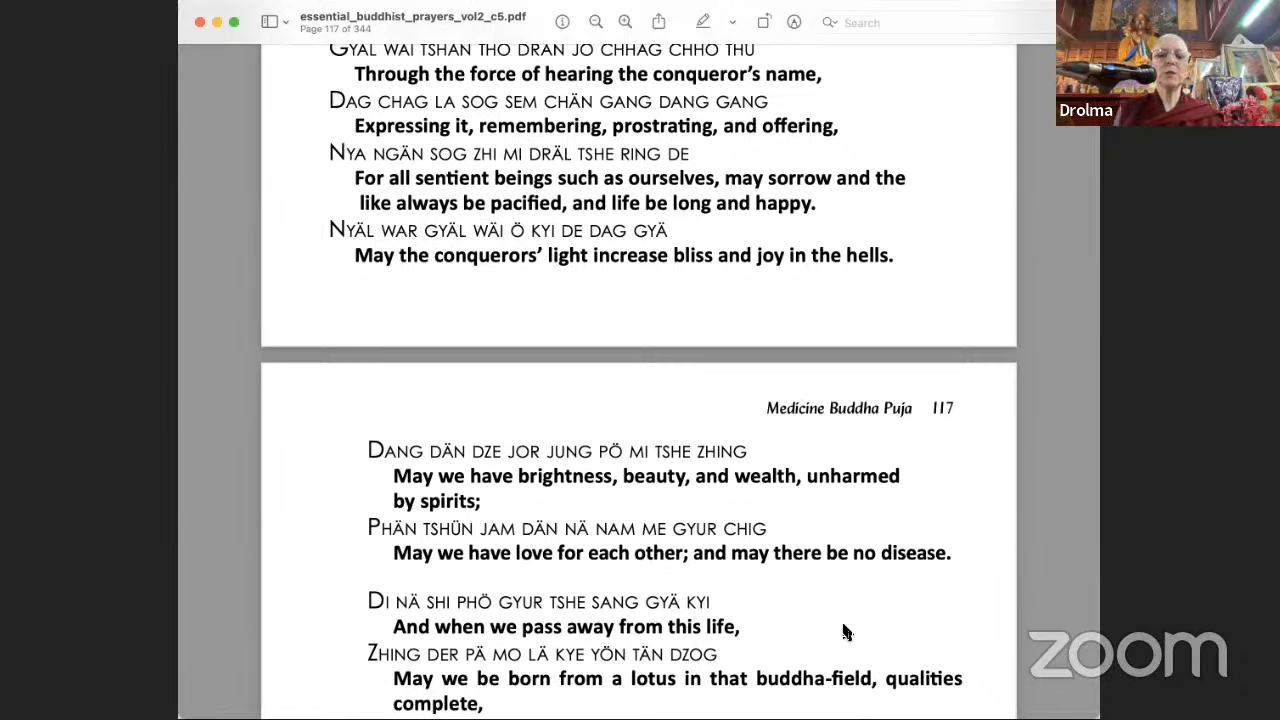 essential_buddhist_prayers_vol2_c5.pdf
Page 117 of 344
Search
Drolma
GYAL WAI TSHAN THO DRAN JÖ CHHAG CHHÖ THÜ
Through the force of hearing the conqueror’s name,
DAG CHAG LA SOG SEM CHÄN GANG DANG GANG
Expressing it, remembering, prostrating, and offering,
NYA NGÄN SOG ZHI MI DRÄL TSHE RING DE
For all sentient beings such as ourselves, may sorrow and the
like always be pacified, and life be long and happy.
NYÄL WAR GYÄL WÄI Ö KYI DE DAG GYÄ
May the conquerors’ light increase bliss and joy in the hells.
Medicine Buddha Puja 117
DANG DÄN DZE JOR JUNG PÖ MI TSHE ZHING
May we have brightness, beauty, and wealth, unharmed
by spirits;
PHÄN TSHÜN JAM DÄN NÄ NAM ME GYUR CHIG
May we have love for each other; and may there be no disease.
DI NÄ SHI PHÖ GYUR TSHE SANG GYÄ KYI
And when we pass away from this life,
ZHING DER PÄ MO LÄ KYE YÖN TÄN DZOG
May we be born from a lotus in that buddha-field, qualities
complete,
zoom